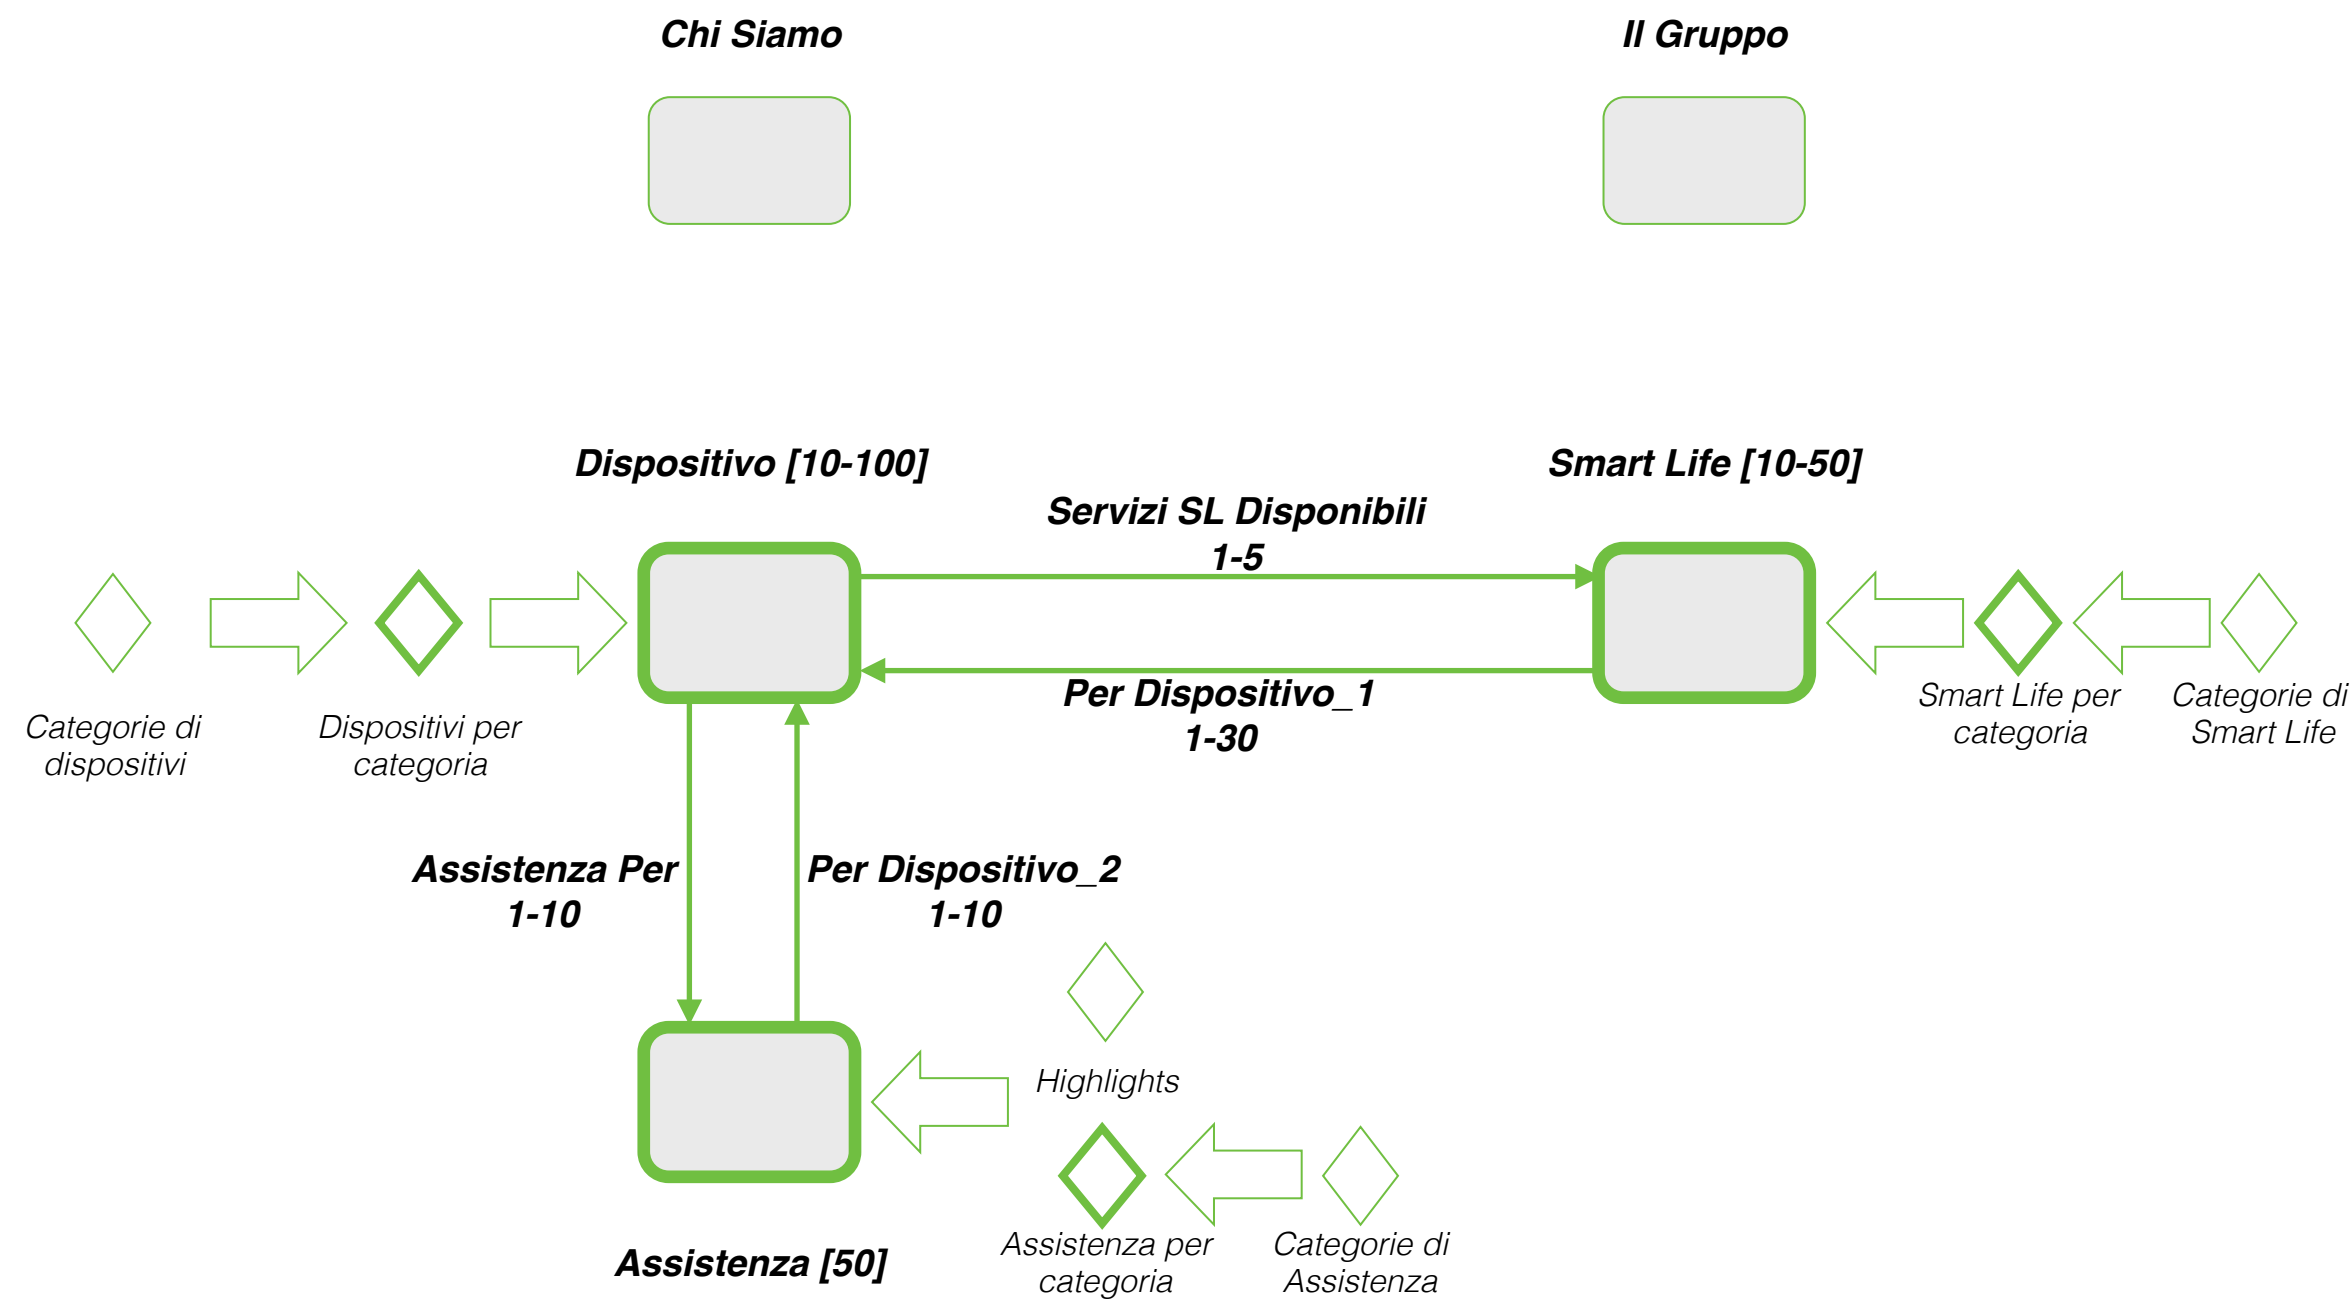 Chi Siamo
Il Gruppo
Dispositivo [10-100]
Smart Life [10-50]
Servizi SL Disponibili
1-5
Per Dispositivo_1
1-30
Categorie di
dispositivi
Dispositivi per
categoria
Smart Life per
categoria
Categorie di
Smart Life
Assistenza Per
1-10
Per Dispositivo_2
1-10
Highlights
Assistenza per
categoria
Categorie di
Assistenza
Assistenza [50]